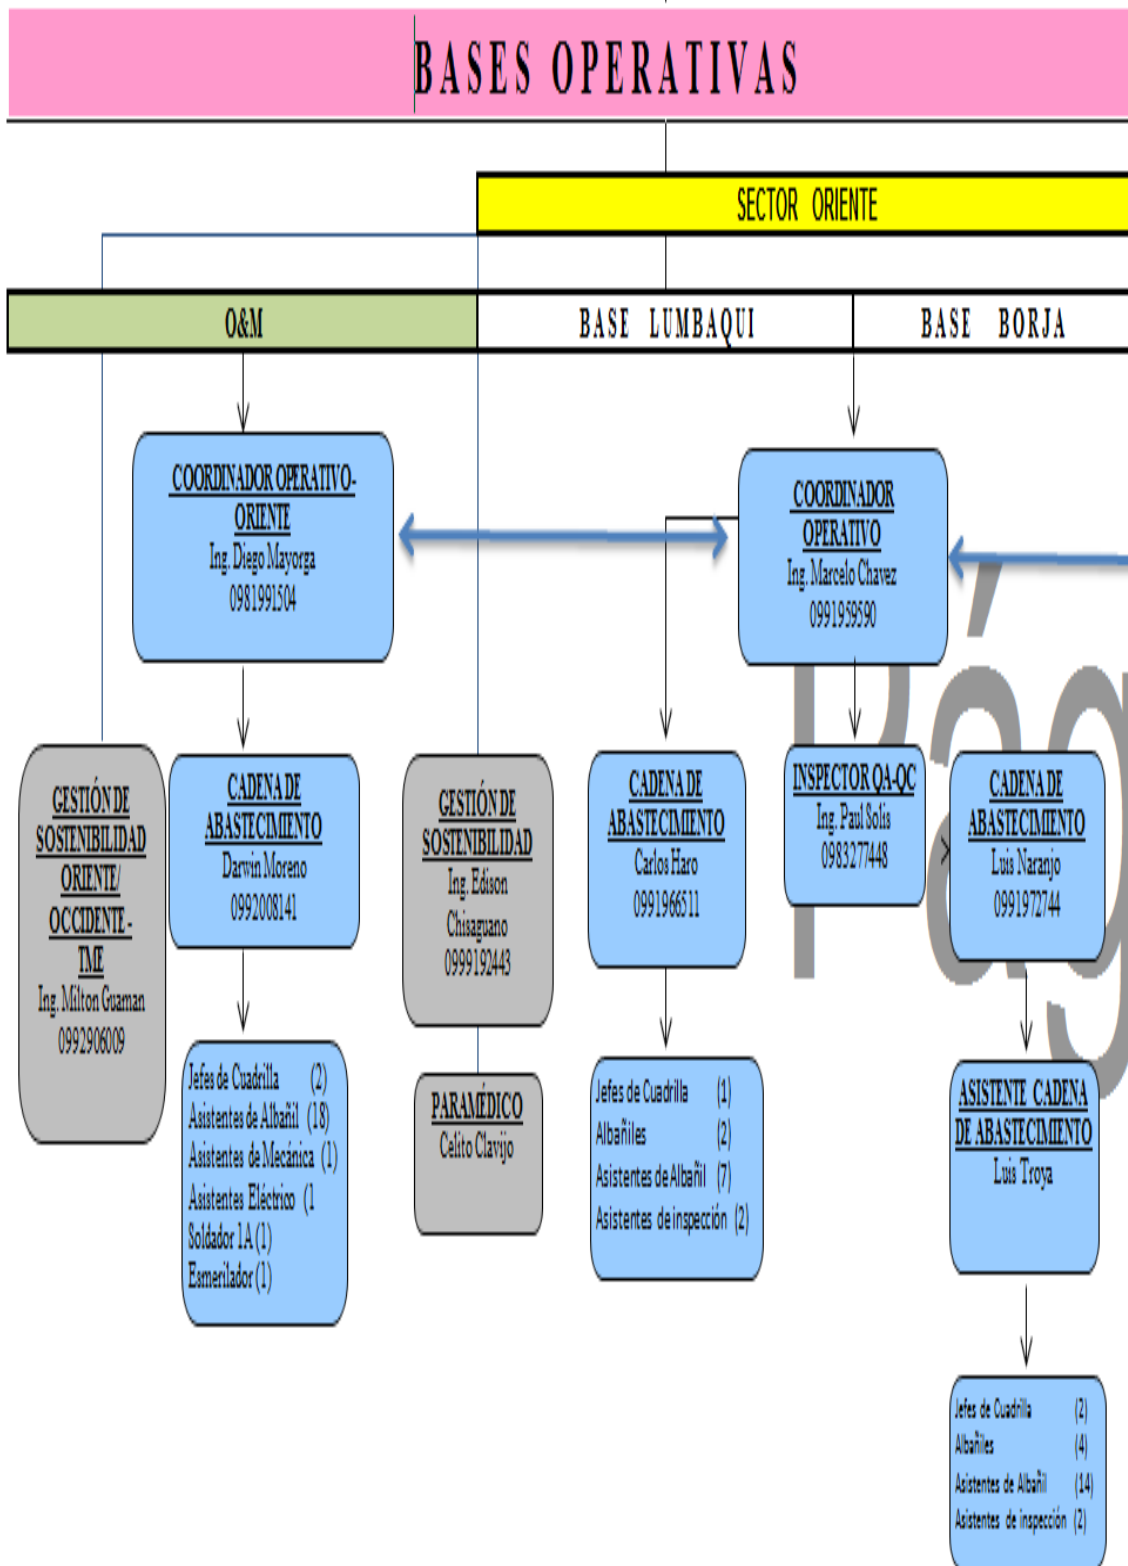 BASES OPERATIVAS
SECTOR ORIENTE
O&M
BASE LUMBAQUI
BASE BORJA
COORDINADOR OPERATIVO-
ORIENTE
Ing. Diego Mayorga
0981991504
COORDINADOR
OPERATIVO
Ing. Marcelo Chavez
0991959590
GESTIÓN DE
SOSTENIBILIDAD
ORIENTE/
OCCIDENTE -
TME
Ing. Milton Guaman
0992906009
CADENA DE
ABASTECIMIENTO
Darwin Moreno
0992008141
GESTIÓN DE
SOSTENIBILIDAD
Ing. Edison
Chisaguano
0999192443
CADENA DE
ABASTECIMIENTO
Carlos Haro
0991966511
INSPECTOR QA-QC
Ing. Paul Solis
0983277448
CADENA DE
ABASTECIMIENTO
Luis Naranjo
0991972744
Pág
Jefes de Cuadrilla (2)
Asistentes de Albañil (18)
Asistentes de Mecánica (1)
Asistentes Eléctrico (1
Soldador 1A (1)
Esmerilador (1)
PARAMÉDICO
Celito Clavijo
Jefes de Cuadrilla (1)
Albañiles (2)
Asistentes de Albañil (7)
Asistentes de inspección (2)
ASISTENTE CADENA
DE ABASTECIMIENTO
Luis Troya
Jefes de Cuadrilla (2)
Albañiles (4)
Asistentes de Albañil (14)
Asistentes de inspección (2)